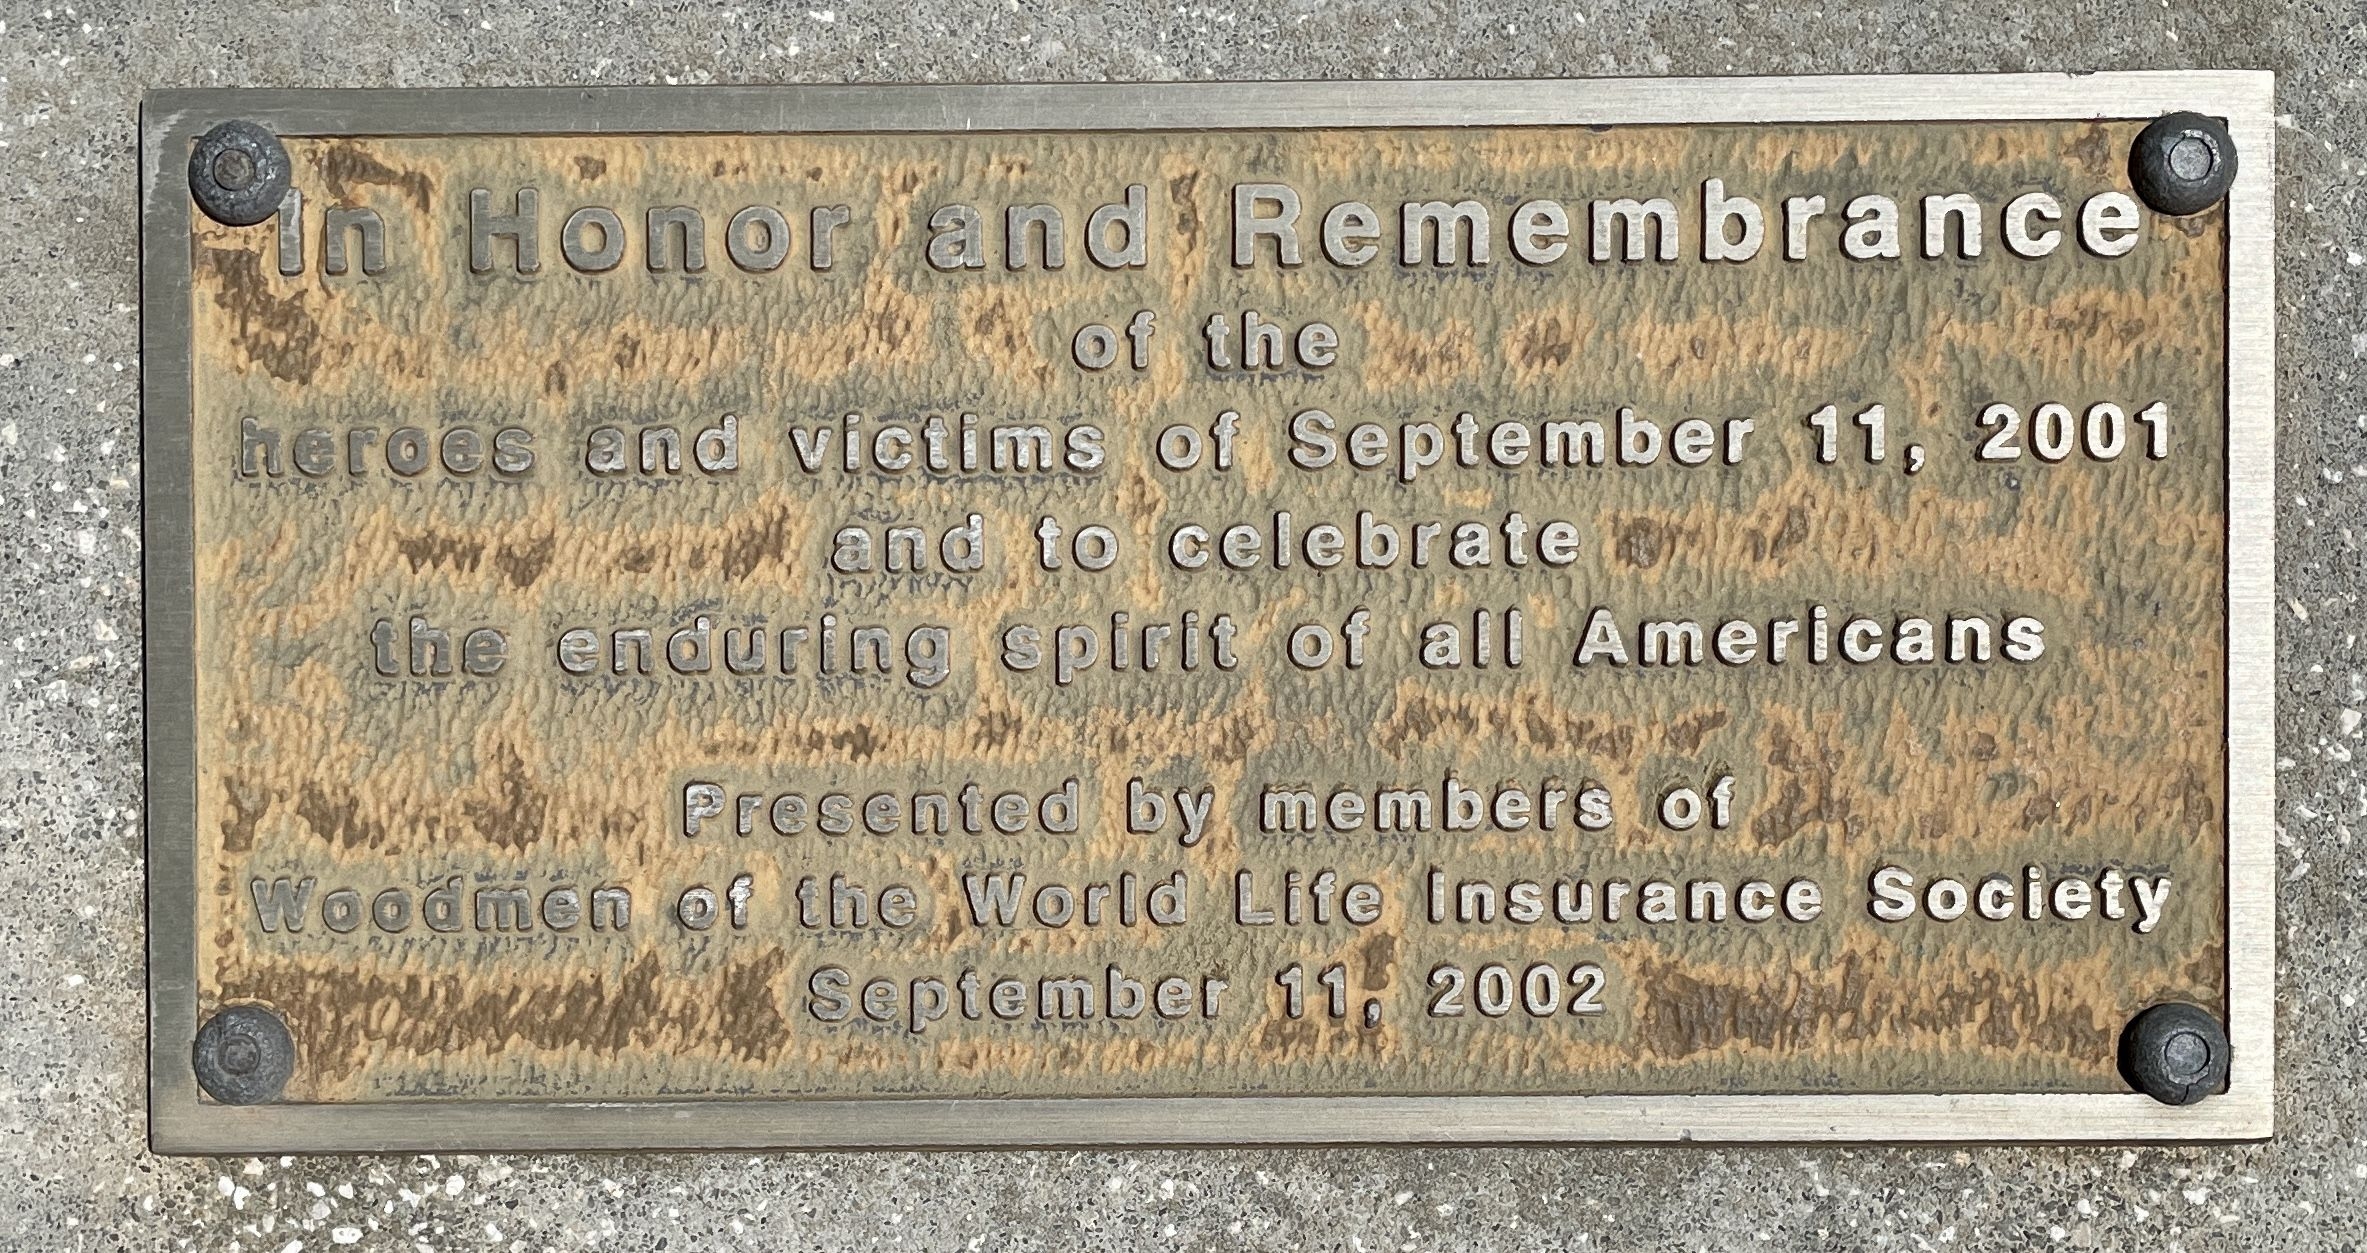 In Honor and Remembrance
of the
heroes and victims of September 11, 2001
and to celebrate
the enduring spirit of all Americans
Presented by members of
Woodmen of the World Life Insurance Society
September 11, 2002